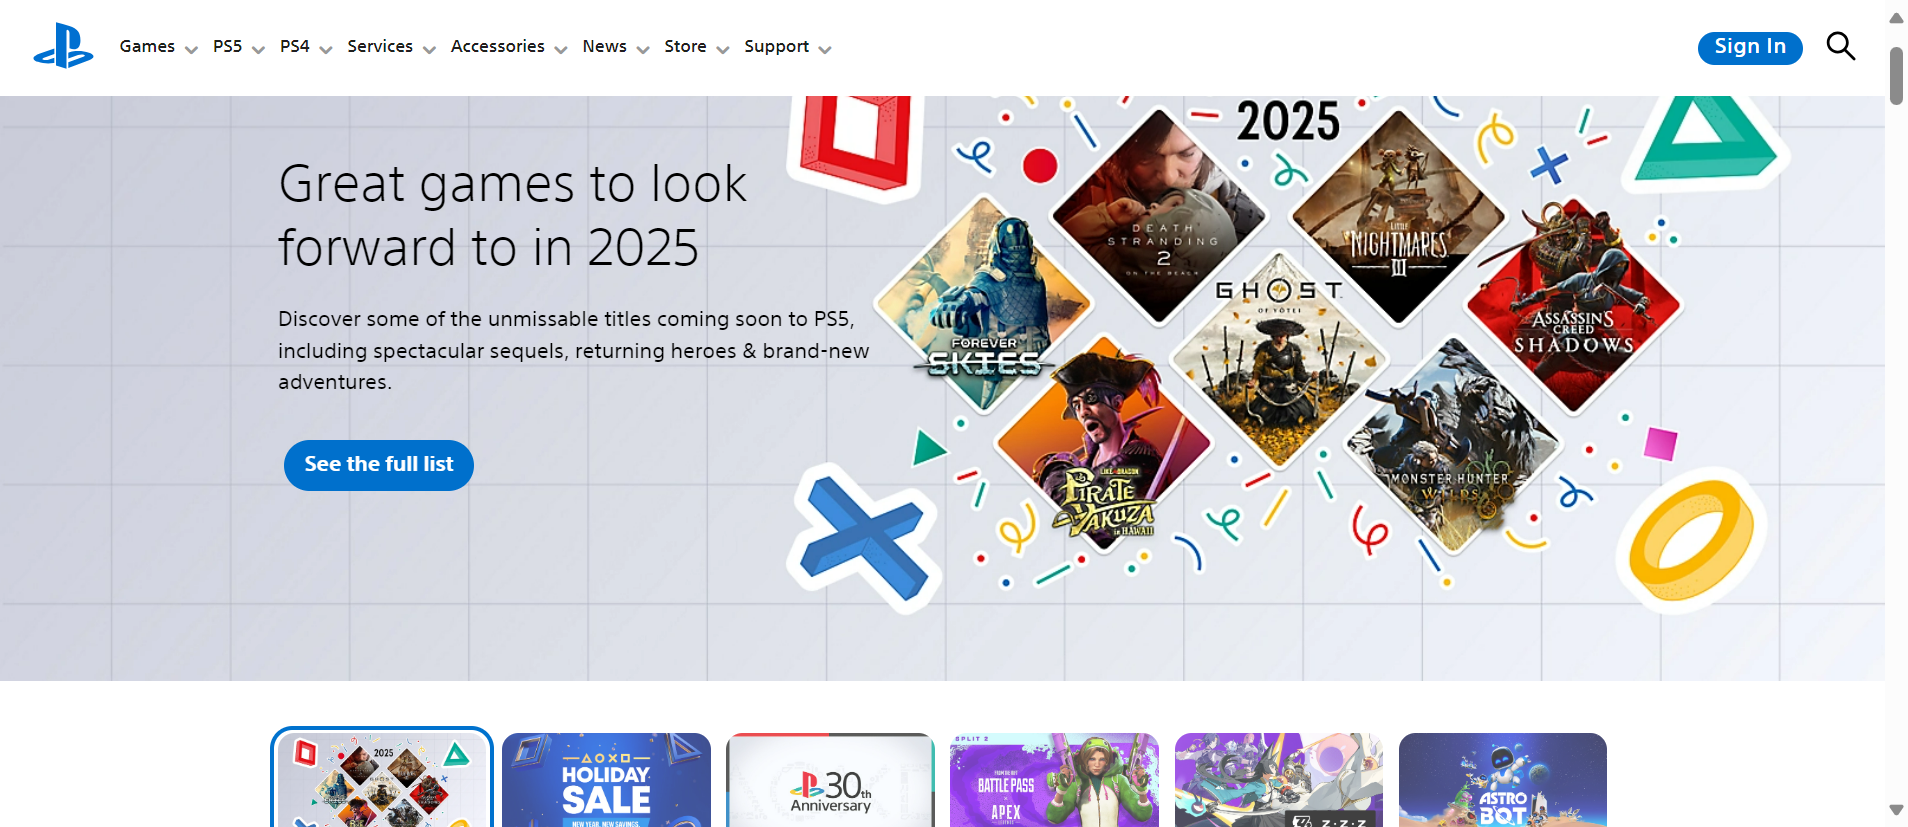 Games PS5 PS4 Services Accessories News Store Support Sign In
2025
Great games to look
forward to in 2025
Discover some of the unmissable titles coming soon to PS5,
including spectacular sequels, returning heroes & brand-new
adventures.
See the full list
DEATH
STRANDING
2
ON THE BEACH
LITTLE
NIGHTMARES
III
GHOST
OF YŌTEI
ASSASSIN'S
CREED
SHADOWS
FOREVER
SKIES
LIKE A DRAGON
PIRATE
YAKUZA
IN HAWAII
MONSTER HUNTER
WILDS
2025
HOLIDAY
SALE
NEW YEAR, NEW SAVINGS.
30th
Anniversary
SPLIT 2
BATTLE PASS
APEX
Z·Z·Z
ASTRO
BOT